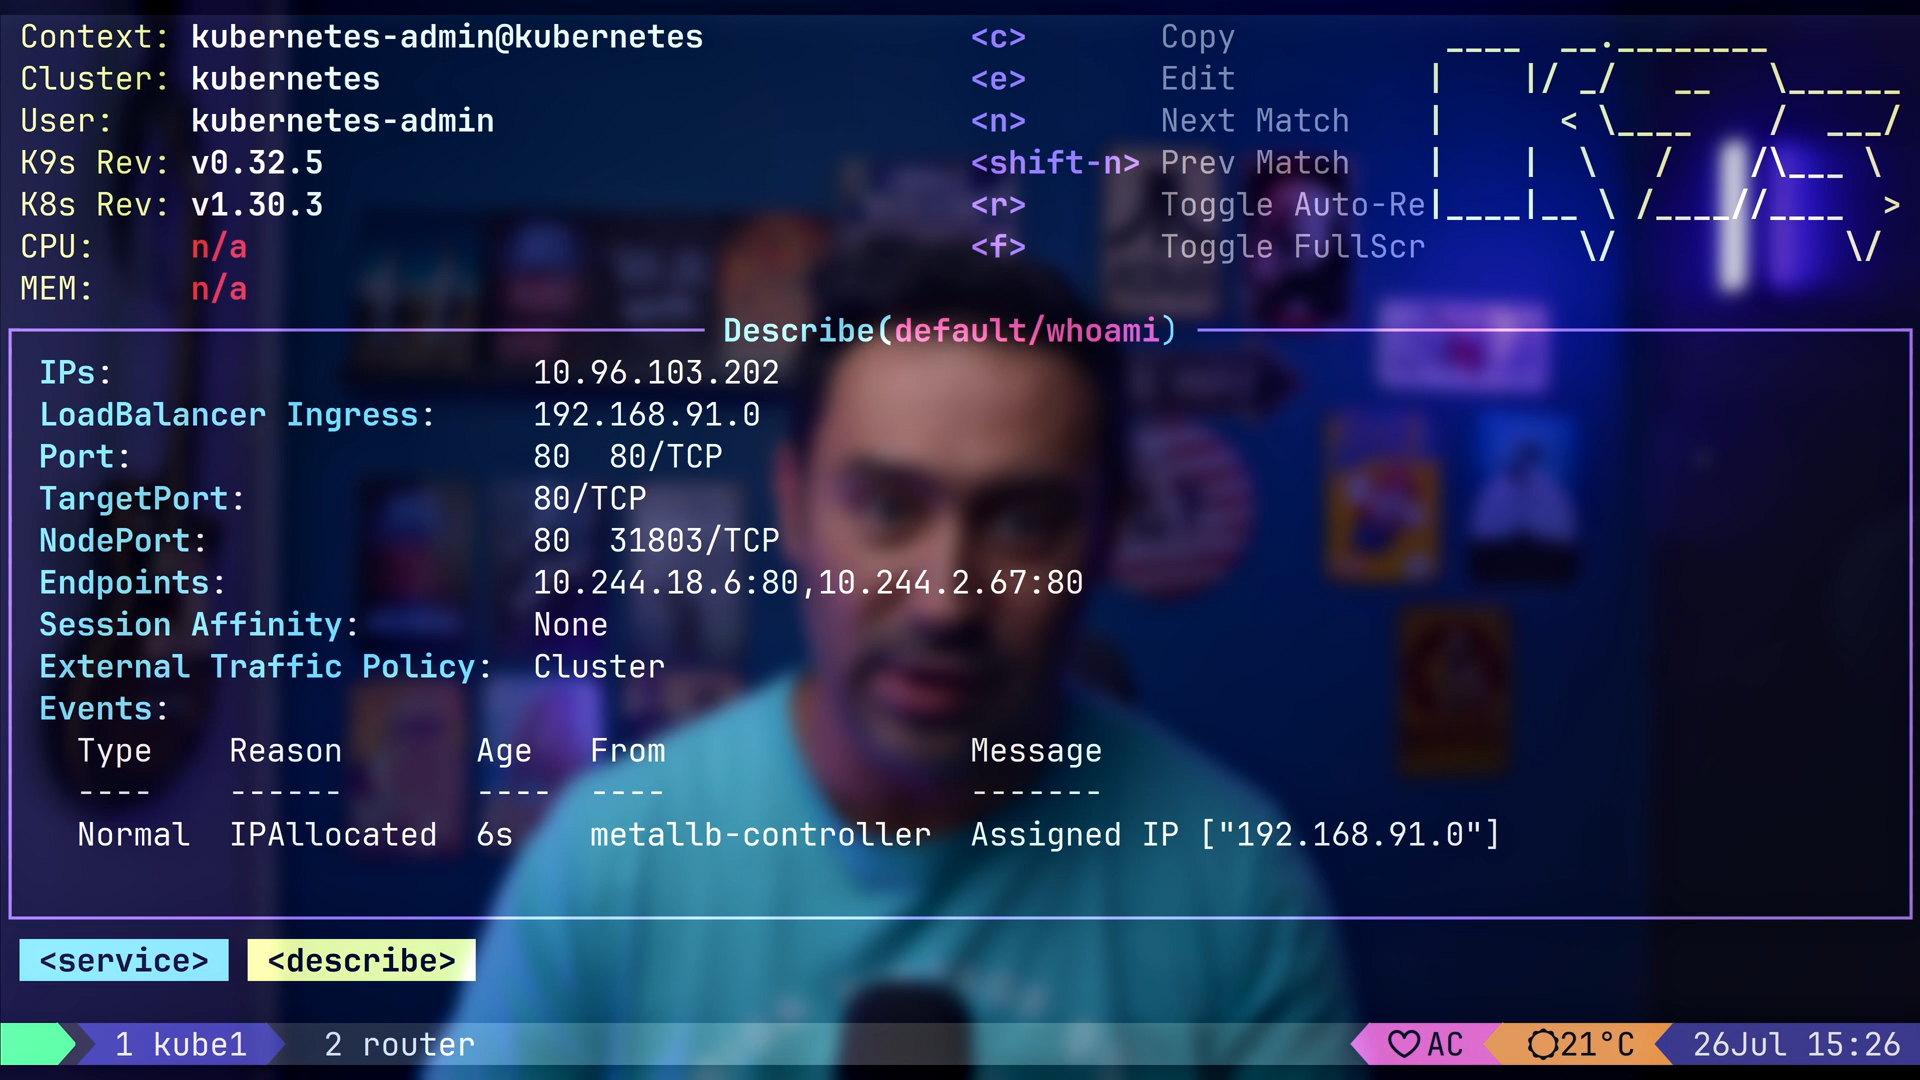 Context: kubernetes-admin@kubernetes
Cluster: kubernetes
User: kubernetes-admin
K9s Rev: v0.32.5
K8s Rev: v1.30.3
CPU: n/a
MEM: n/a
<c> Copy
<e> Edit
<n> Next Match
<shift-n> Prev Match
<r> Toggle Auto-Re
<f> Toggle FullScr
Describe(default/whoami)
IPs: 10.96.103.202
LoadBalancer Ingress: 192.168.91.0
Port: 80 80/TCP
TargetPort: 80/TCP
NodePort: 80 31803/TCP
Endpoints: 10.244.18.6:80,10.244.2.67:80
Session Affinity: None
External Traffic Policy: Cluster
Events:
Type Reason Age From Message
---- ------ ---- ---- -------
Normal IPAllocated 6s metallb-controller Assigned IP ["192.168.91.0"]
<service> <describe>
1 kube1 2 router ♡ AC 21°C 26Jul 15:26